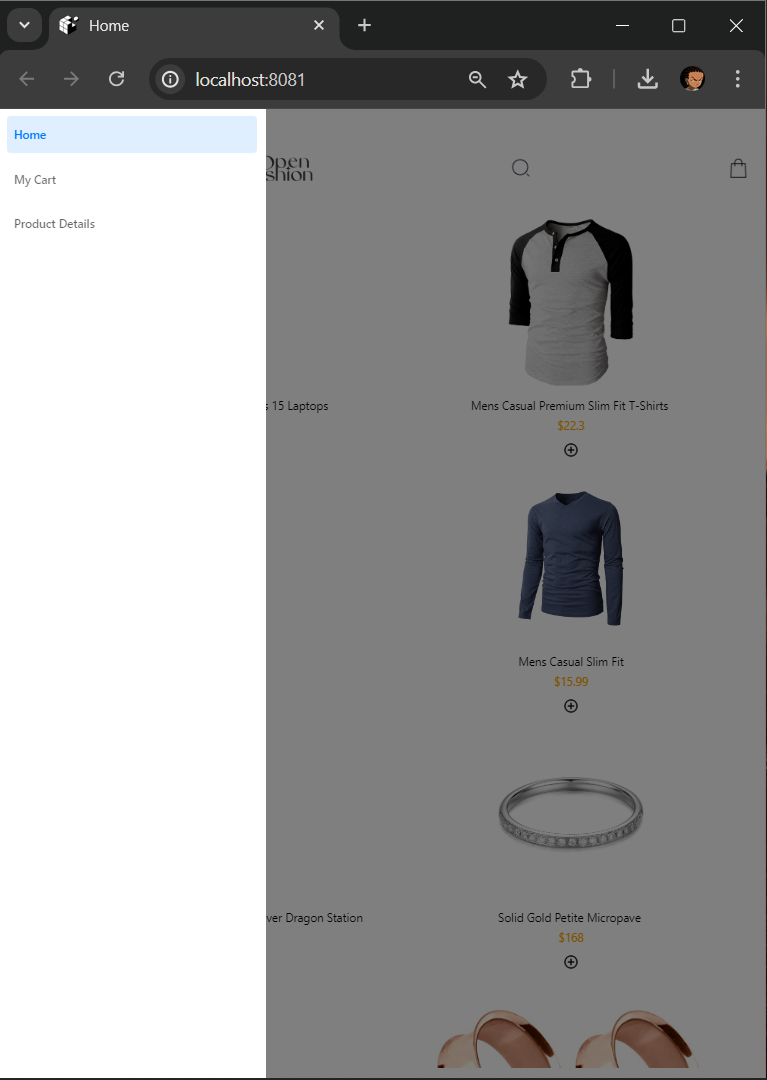 Home
localhost:8081
Home
My Cart
Product Details
Open
Fashion
s 15 Laptops
Mens Casual Premium Slim Fit T-Shirts
$22.3
Mens Casual Slim Fit
$15.99
ver Dragon Station
Solid Gold Petite Micropave
$168